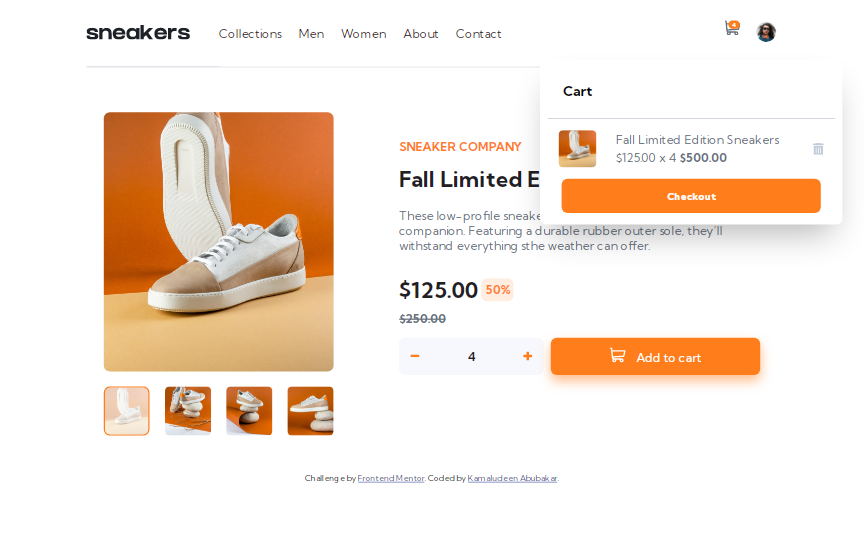 sneakers
Collections Men Women About Contact
4
Cart
Fall Limited Edition Sneakers
$125.00 x 4 $500.00
Checkout
SNEAKER COMPANY
Fall Limited E
These low-profile sneake
companion. Featuring a durable rubber outer sole, they'll
withstand everything sthe weather can offer.
$125.00 50%
$250.00
4
Add to cart
Challenge by Frontend Mentor. Coded by Kamaludeen Abubakar.